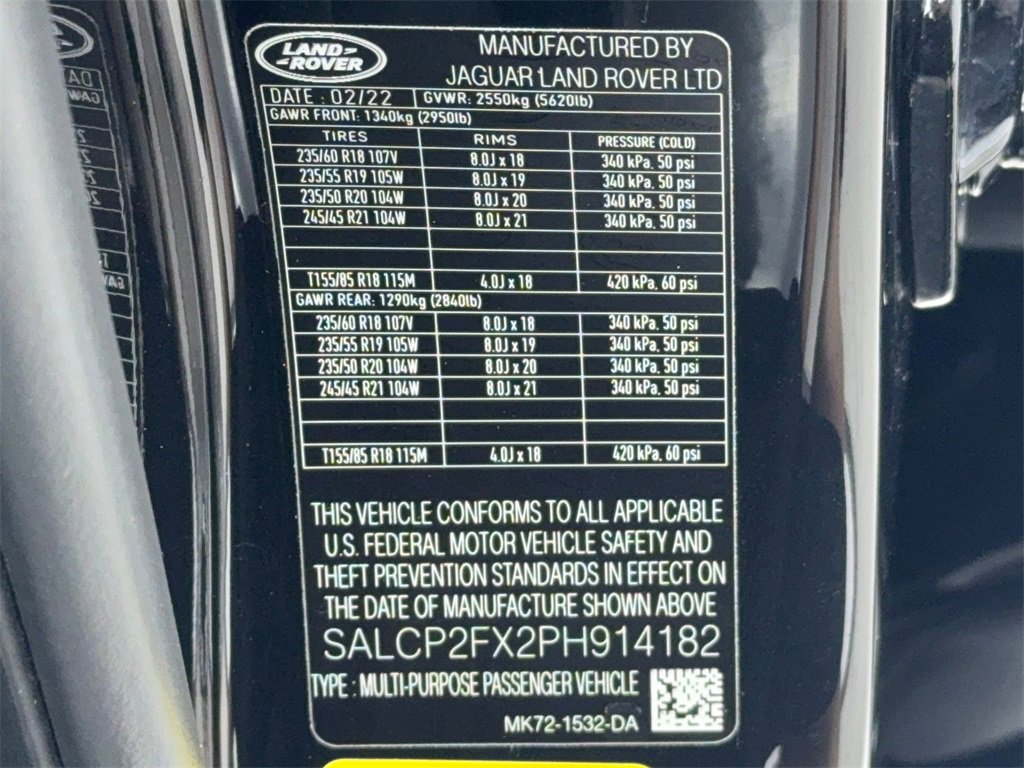 LAND ROVER
MANUFACTURED BY
JAGUAR LAND ROVER LTD
DATE : 02/22 GVWR: 2550kg (5620lb)
GAWR FRONT: 1340kg (2950lb)
TIRES RIMS PRESSURE (COLD)
235/60 R18 107V 8.0J x 18 340 kPa. 50 psi
235/55 R19 105W 8.0J x 19 340 kPa. 50 psi
235/50 R20 104W 8.0J x 20 340 kPa. 50 psi
245/45 R21 104W 8.0J x 21 340 kPa. 50 psi
T155/85 R18 115M 4.0J x 18 420 kPa. 60 psi
GAWR REAR: 1290kg (2840lb)
235/60 R18 107V 8.0J x 18 340 kPa. 50 psi
235/55 R19 105W 8.0J x 19 340 kPa. 50 psi
235/50 R20 104W 8.0J x 20 340 kPa. 50 psi
245/45 R21 104W 8.0J x 21 340 kPa. 50 psi
T155/85 R18 115M 4.0J x 18 420 kPa. 60 psi
THIS VEHICLE CONFORMS TO ALL APPLICABLE
U.S. FEDERAL MOTOR VEHICLE SAFETY AND
THEFT PREVENTION STANDARDS IN EFFECT ON
THE DATE OF MANUFACTURE SHOWN ABOVE
SALCP2FX2PH914182
TYPE : MULTI-PURPOSE PASSENGER VEHICLE
MK72-1532-DA